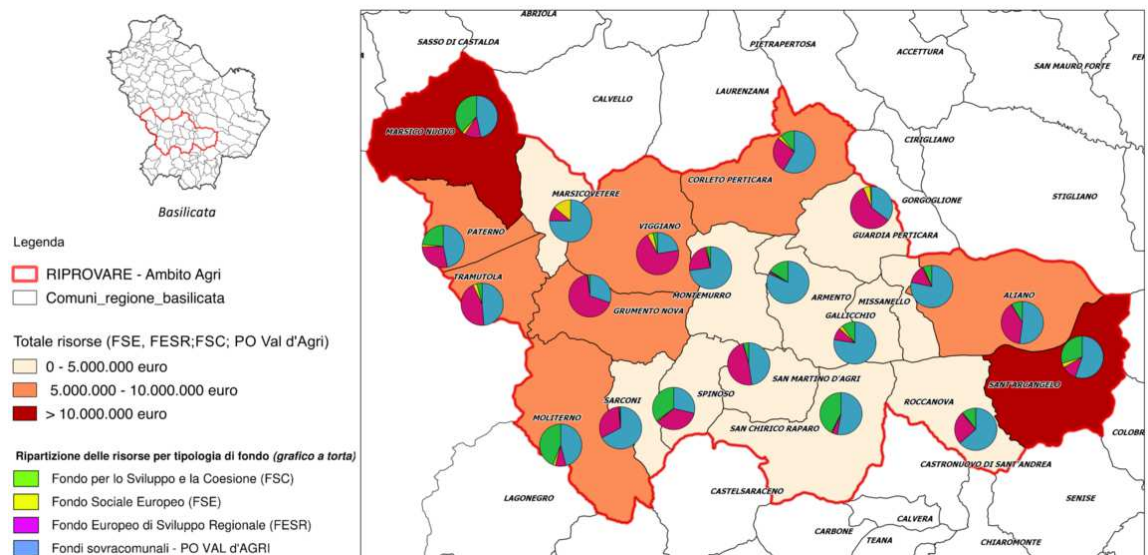 Basilicata
Legenda
RIPROVARE - Ambito Agri
Comuni_regione_basilicata
Totale risorse (FSE, FESR;FSC; PO Val d'Agri)
0 - 5.000.000 euro
5.000.000 - 10.000.000 euro
> 10.000.000 euro
Ripartizione delle risorse per tipologia di fondo (grafico a torta)
Fondo per lo Sviluppo e la Coesione (FSC)
Fondo Sociale Europeo (FSE)
Fondo Europeo di Sviluppo Regionale (FESR)
Fondi sovracomunali - PO VAL d'AGRI
ABRIOLA
SASSO DI CASTALDA
PIETRAPERTOSA
ACCETTURA
SAN MAURO FORTE
FER
CALVELLO
LAURENZANA
MARSICO NUOVO
CIRIGLIANO
CORLETO PERTICARA
STIGLIANO
MARSICOVETERE
GORGOGLIONE
PATERNO
VIGGIANO
GUARDIA PERTICARA
TRAMUTOLA
MONTEMURRO
ARMENTO
MISSANELLO
ALIANO
GRUMENTO NOVA
GALLICCHIO
SAN MARTINO D'AGRI
SANT'ARCANGELO
SPINOSO
SARCONI
ROCCANOVA
MOLITERNO
SAN CHIRICO RAPARO
COLOBR
CASTRONUOVO DI SANT'ANDREA
LAGONEGRO
CASTELSARACENO
SENISE
CALVERA
CARBONE
TEANA
CHIAROMONTE